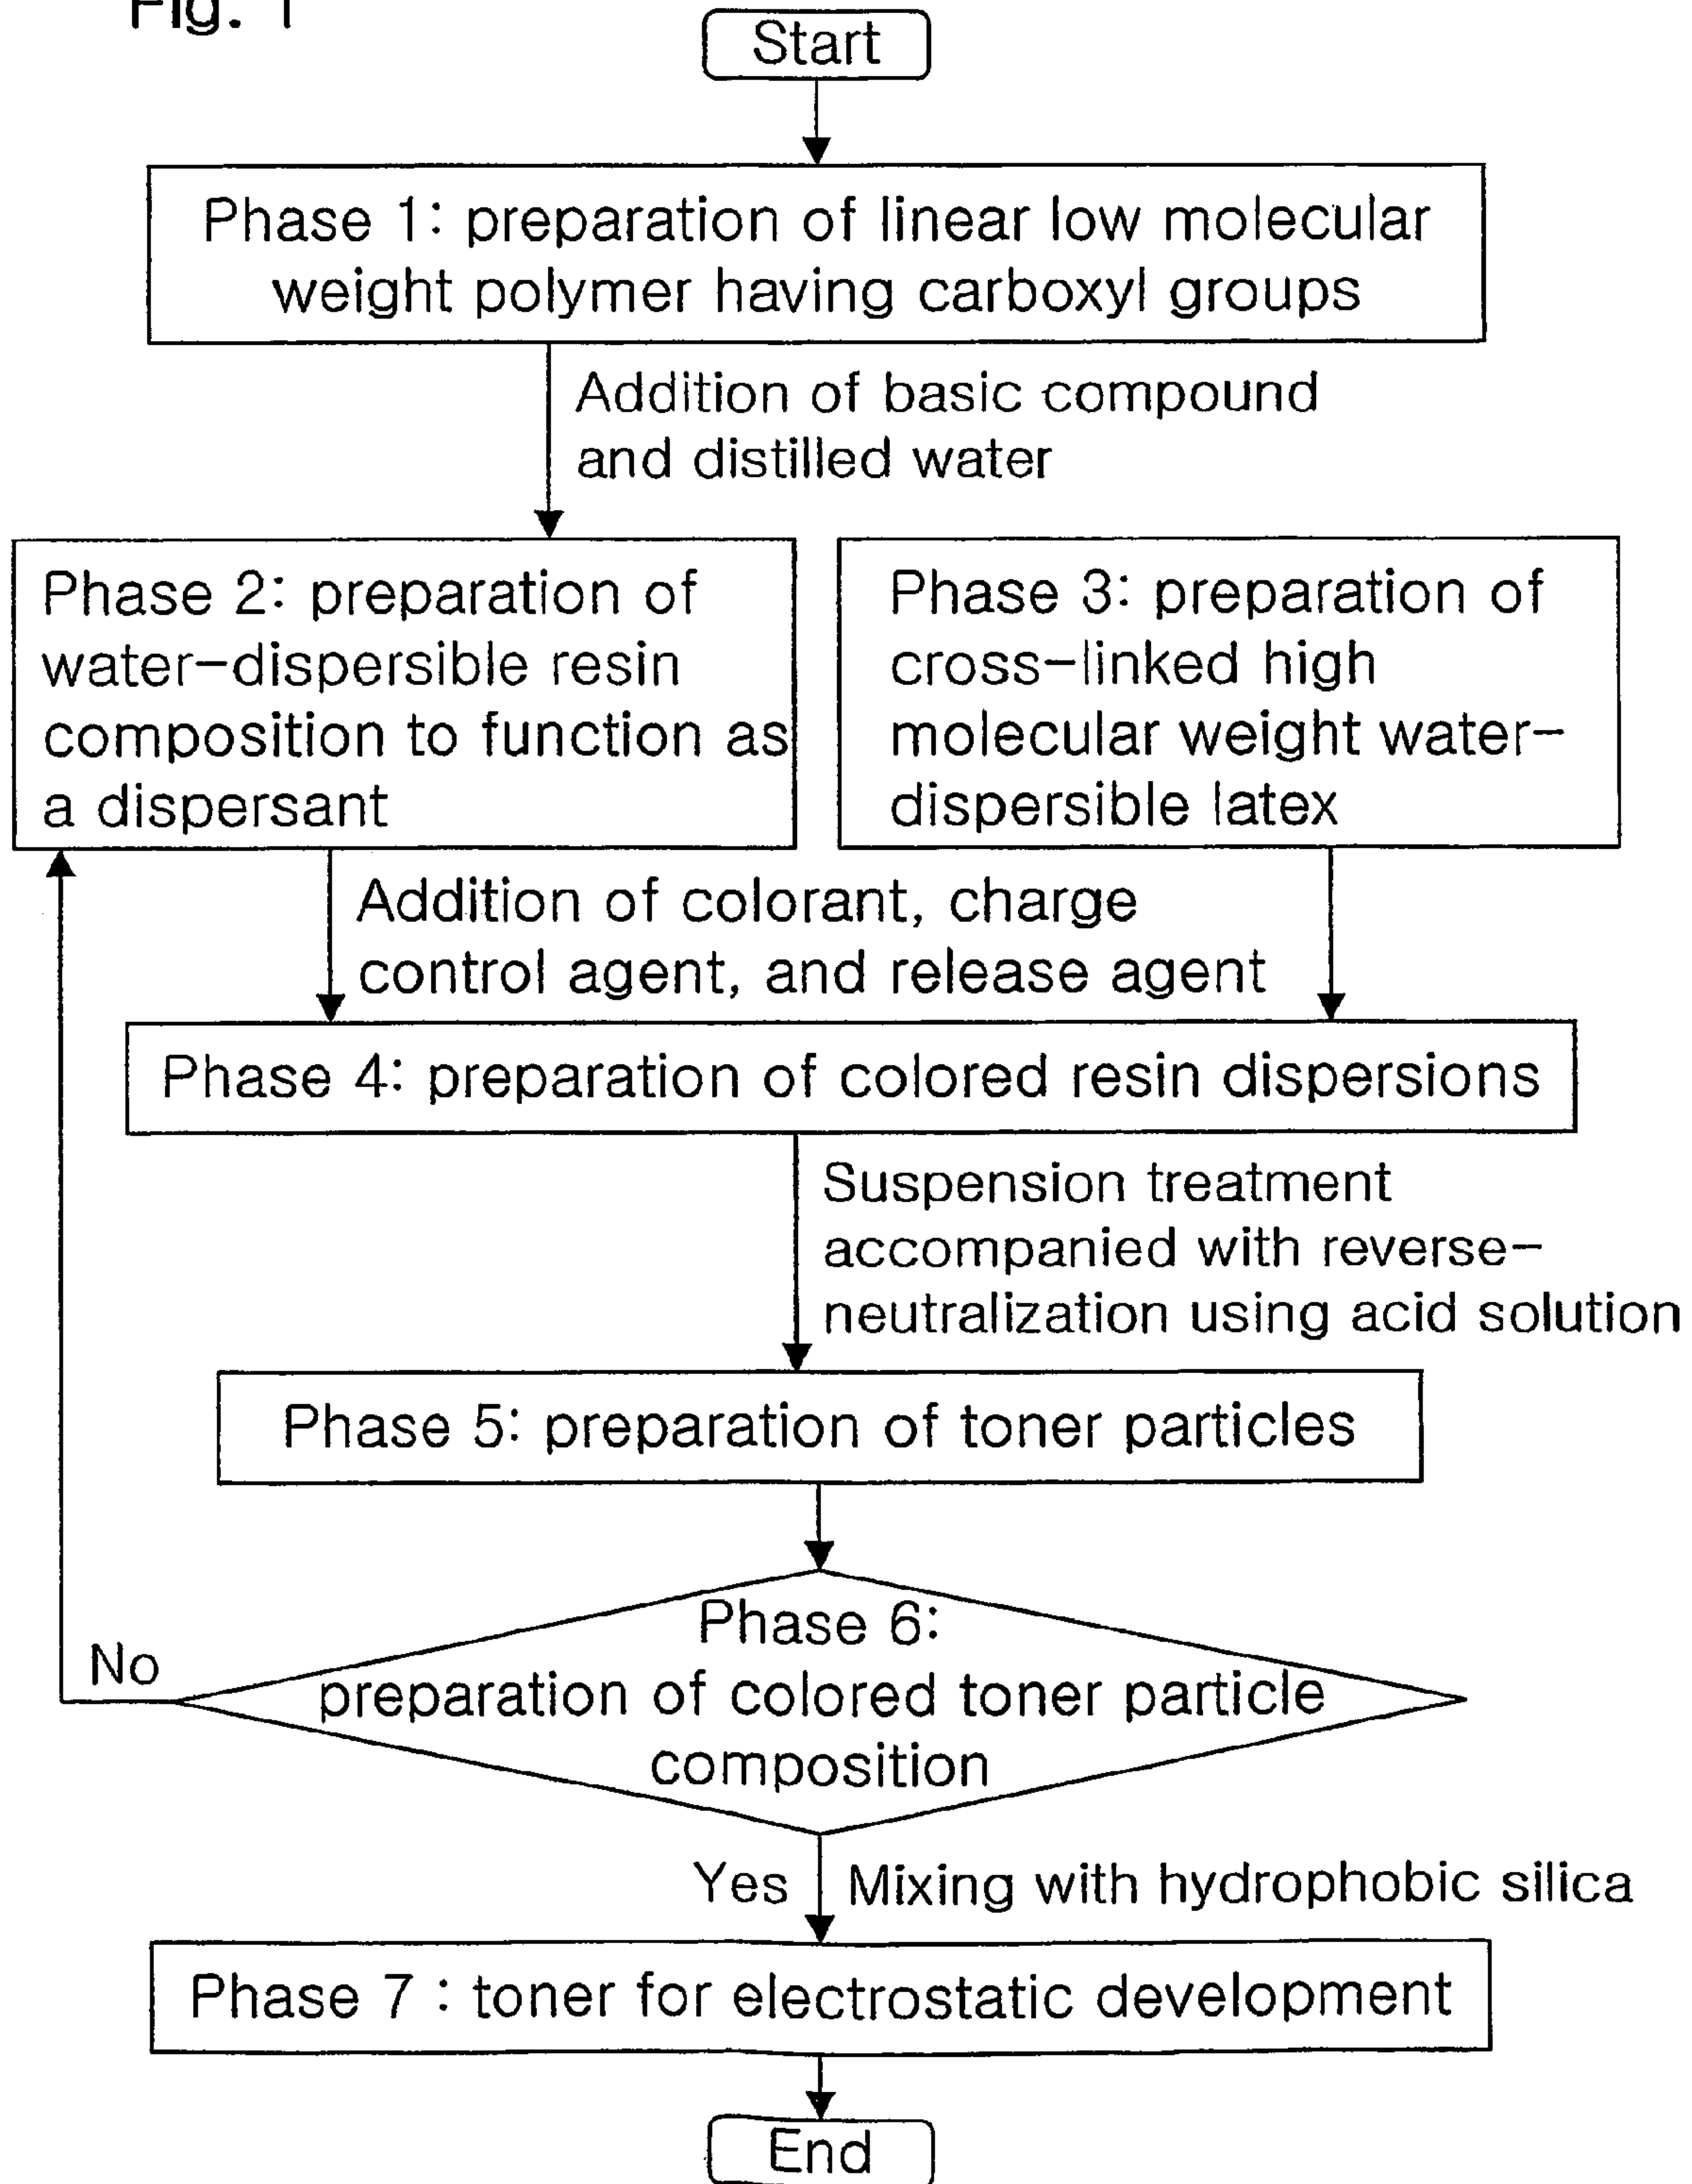 Fig. 1
Start
Phase 1: preparation of linear low molecular
weight polymer having carboxyl groups
Addition of basic compound
and distilled water
Phase 2: preparation of
water-dispersible resin
composition to function as
a dispersant
Phase 3: preparation of
cross-linked high
molecular weight water-
dispersible latex
Addition of colorant, charge
control agent, and release agent
Phase 4: preparation of colored resin dispersions
Suspension treatment
accompanied with reverse-
neutralization using acid solution
Phase 5: preparation of toner particles
Phase 6:
preparation of colored toner particle
composition
No
Yes
Mixing with hydrophobic silica
Phase 7 : toner for electrostatic development
End